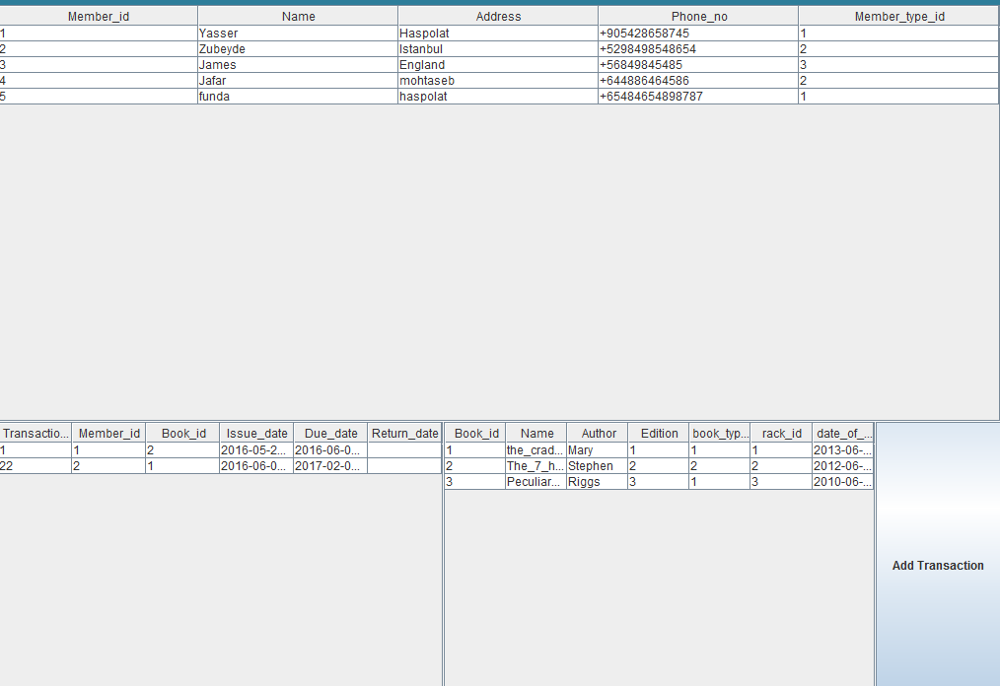 Member_id Name Address Phone_no Member_type_id
1 Yasser Haspolat +905428658745 1
2 Zubeyde Istanbul +5298498548654 2
3 James England +56849845485 3
4 Jafar mohtaseb +644886464586 2
5 funda haspolat +65484654898787 1
Transactio... Member_id Book_id Issue_date Due_date Return_date
1 1 2 2016-05-2... 2016-06-0...
22 2 1 2016-06-0... 2017-02-0...
Book_id Name Author Edition book_typ... rack_id date_of_...
1 the_crad... Mary 1 1 1 2013-06-...
2 The_7_h... Stephen 2 2 2 2012-06-...
3 Peculiar... Riggs 3 1 3 2010-06-...
Add Transaction